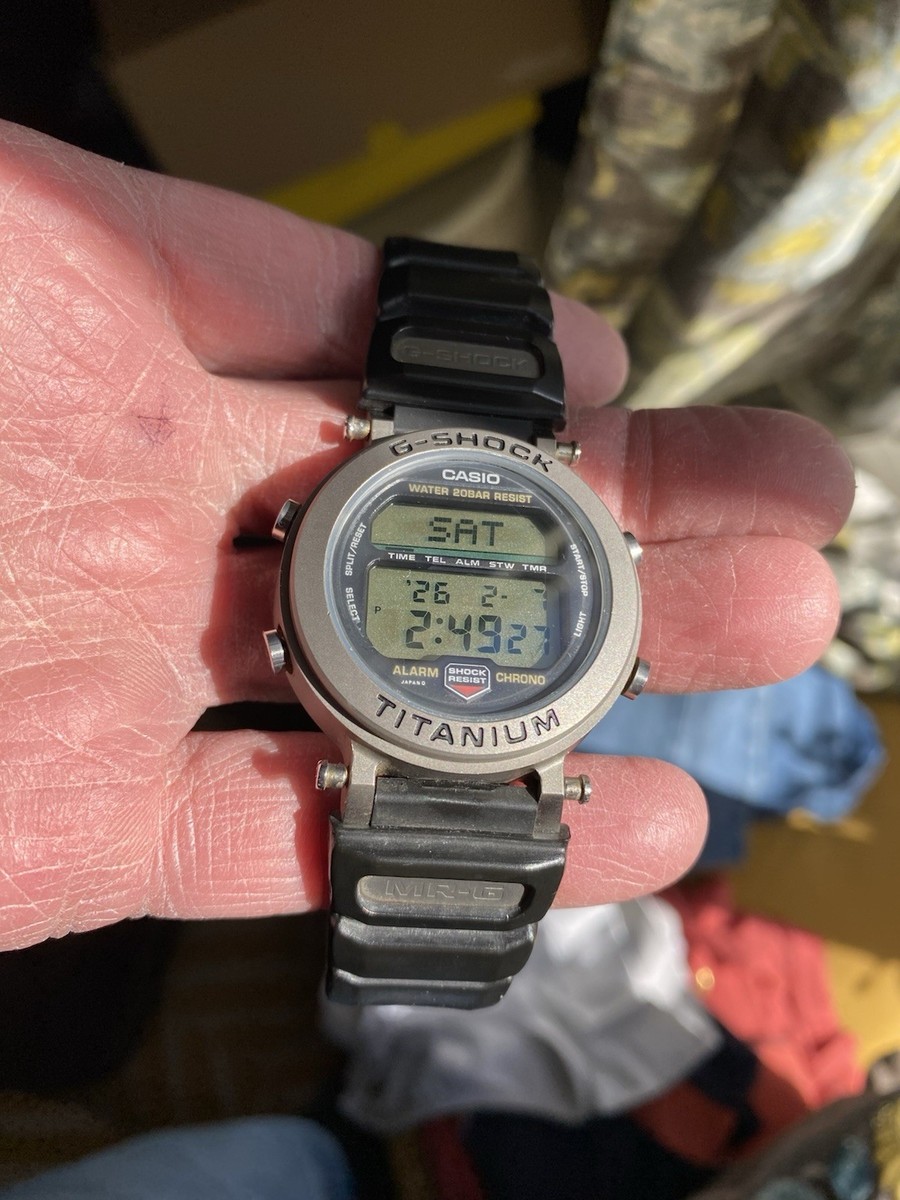 G-SHOCK
G-SHOCK
CASIO
WATER 20BAR RESIST
SAT
TIME TEL ALM STW TMR
SPLIT/RESET
START/STOP
SELECT
LIGHT
'26 2- 7
P 2:49 27
ALARM
SHOCK RESIST
CHRONO
TITANIUM
MR-G